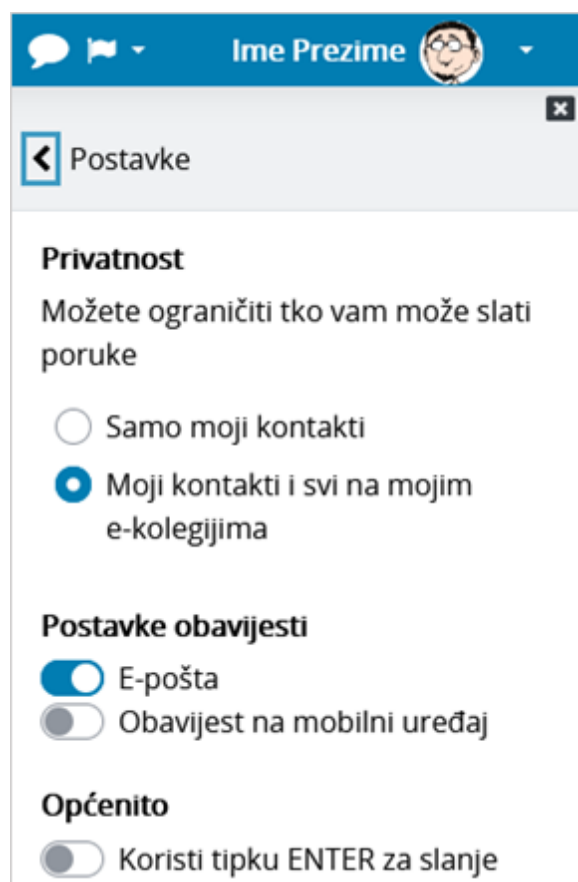 Ime Prezime
Postavke
Privatnost
Možete ograničiti tko vam može slati
poruke
Samo moji kontakti
Moji kontakti i svi na mojim
e-kolegijima
Postavke obavijesti
E-pošta
Obavijest na mobilni uređaj
Općenito
Koristi tipku ENTER za slanje